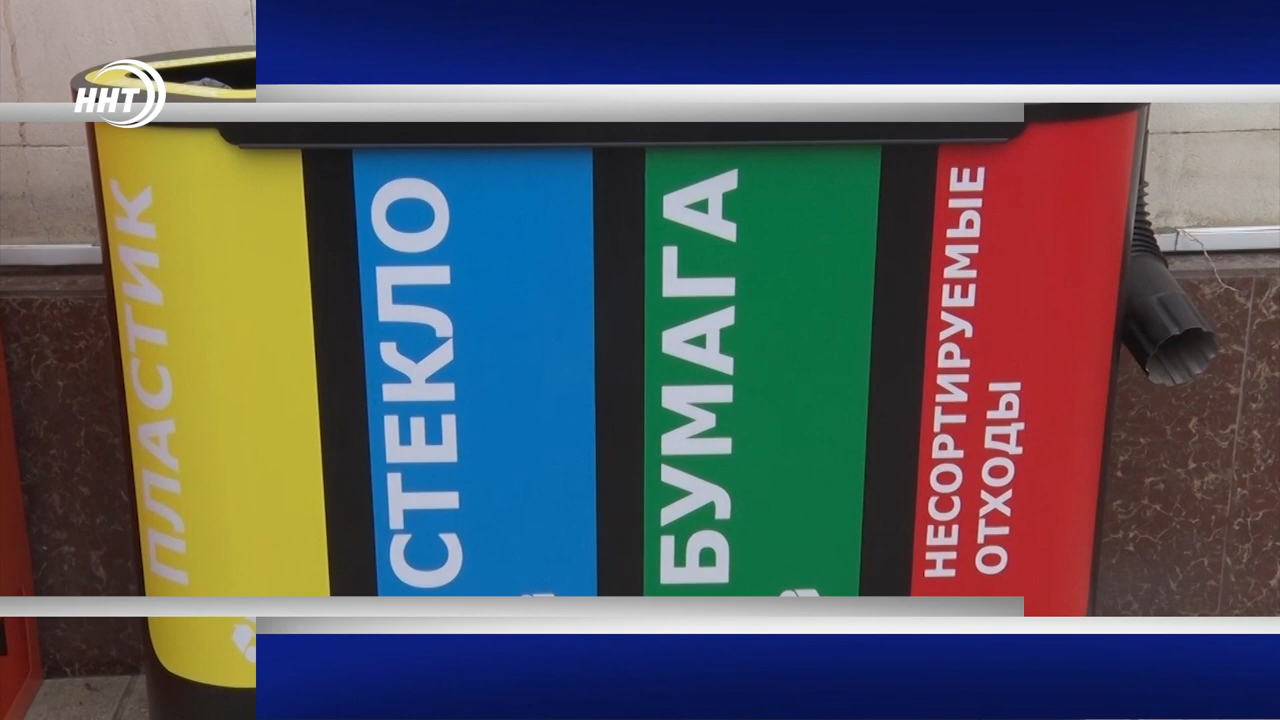 ННТ
ПЛАСТИК
СТЕКЛО
БУМАГА
НЕСОРТИРУЕМЫЕ
ОТХОДЫ